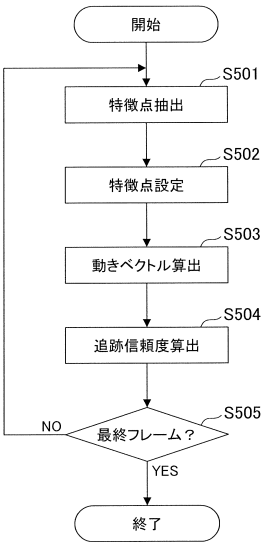 開始
S501
特徴点抽出
S502
特徴点設定
S503
動きベクトル算出
S504
追跡信頼度算出
S505
最終フレーム?
NO
YES
終了